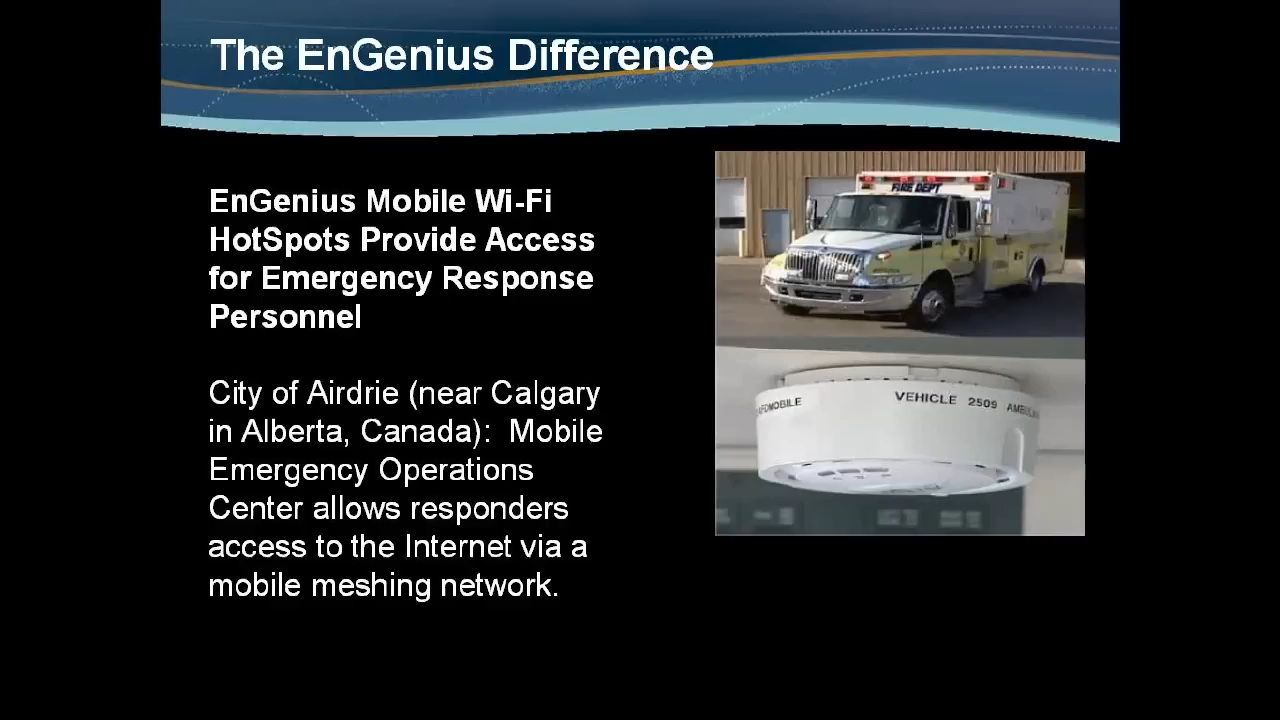 The EnGenius Difference
EnGenius Mobile Wi-Fi
HotSpots Provide Access
for Emergency Response
Personnel
City of Airdrie (near Calgary
in Alberta, Canada):  Mobile
Emergency Operations
Center allows responders
access to the Internet via a
mobile meshing network.
FIRE DEPT
VEHICLE 2509